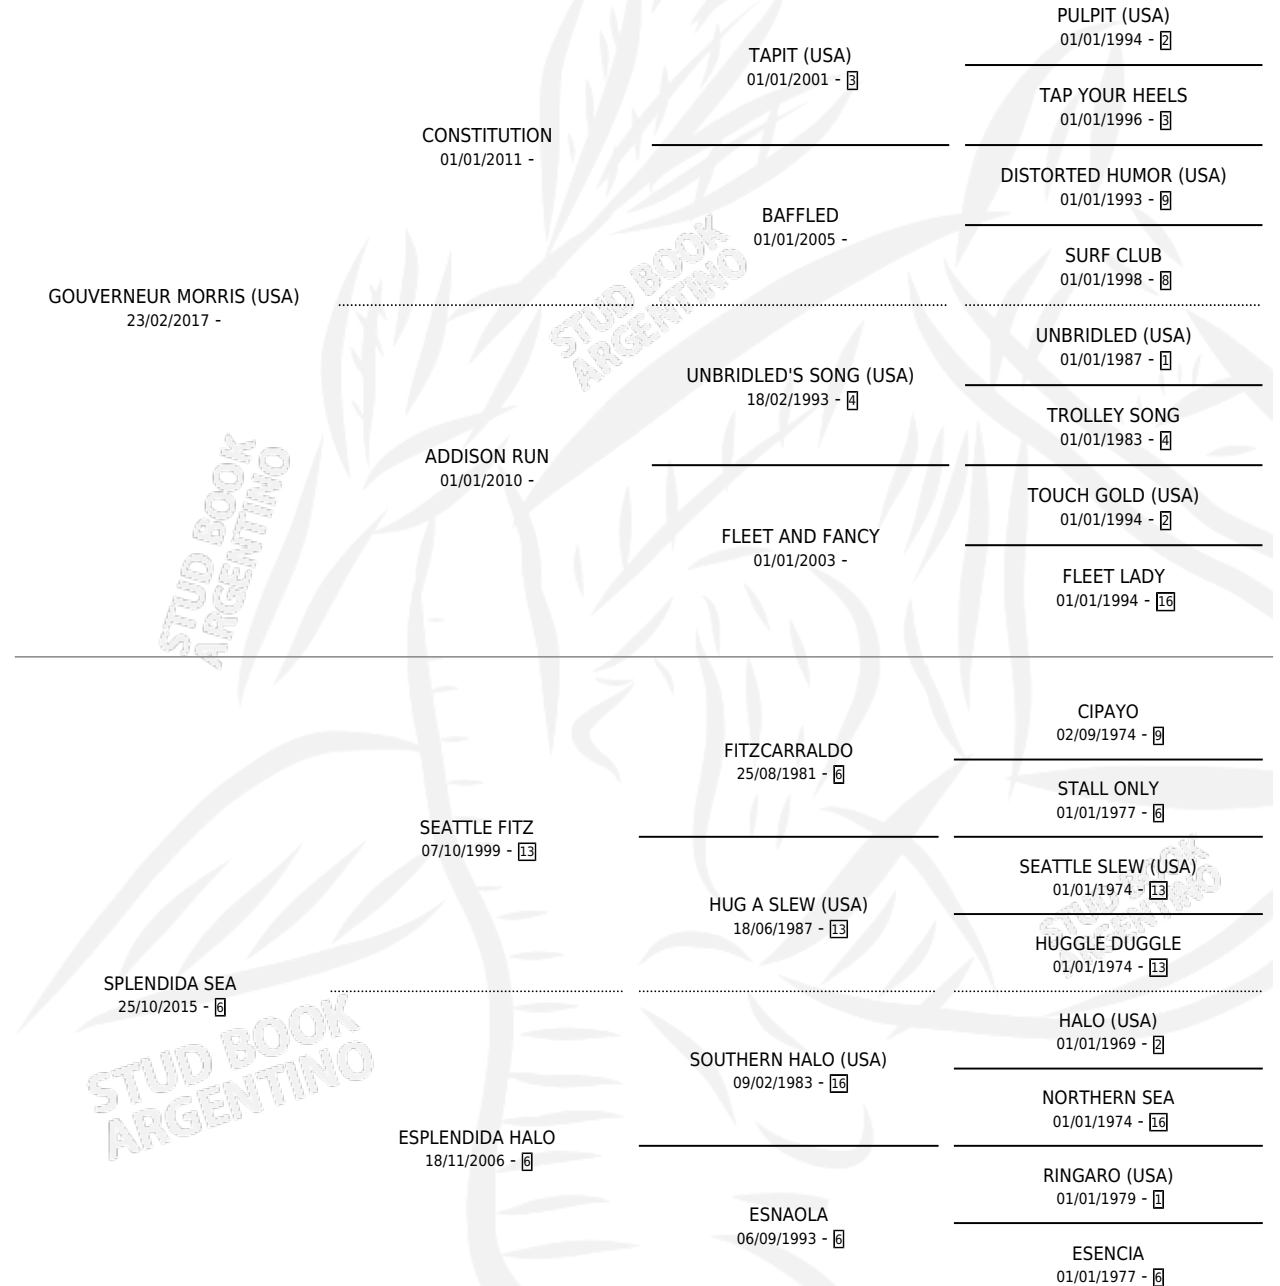 PULPIT (USA)
01/01/1994 - 2
TAPIT (USA)
01/01/2001 - 3
TAP YOUR HEELS
01/01/1996 - 3
CONSTITUTION
01/01/2011 -
DISTORTED HUMOR (USA)
01/01/1993 - 9
BAFFLED
01/01/2005 -
SURF CLUB
01/01/1998 - 8
GOUVERNEUR MORRIS (USA)
23/02/2017 -
UNBRIDLED (USA)
01/01/1987 - 1
UNBRIDLED'S SONG (USA)
18/02/1993 - 4
TROLLEY SONG
01/01/1983 - 4
ADDISON RUN
01/01/2010 -
TOUCH GOLD (USA)
01/01/1994 - 2
FLEET AND FANCY
01/01/2003 -
FLEET LADY
01/01/1994 - 16
CIPAYO
02/09/1974 - 9
FITZCARRALDO
25/08/1981 - 6
STALL ONLY
01/01/1977 - 6
SEATTLE FITZ
07/10/1999 - 13
SEATTLE SLEW (USA)
01/01/1974 - 13
HUG A SLEW (USA)
18/06/1987 - 13
HUGGLE DUGGLE
01/01/1974 - 13
SPLENDIDA SEA
25/10/2015 - 6
HALO (USA)
01/01/1969 - 2
SOUTHERN HALO (USA)
09/02/1983 - 16
NORTHERN SEA
01/01/1974 - 16
ESPLENDIDA HALO
18/11/2006 - 6
RINGARO (USA)
01/01/1979 - 1
ESNAOLA
06/09/1993 - 6
ESENCIA
01/01/1977 - 6
STUD BOOK
ARGENTINO
STUD BOOK
ARGENTINO
STUD BOOK
ARGENTINO
STUD BOOK
ARGENTINO